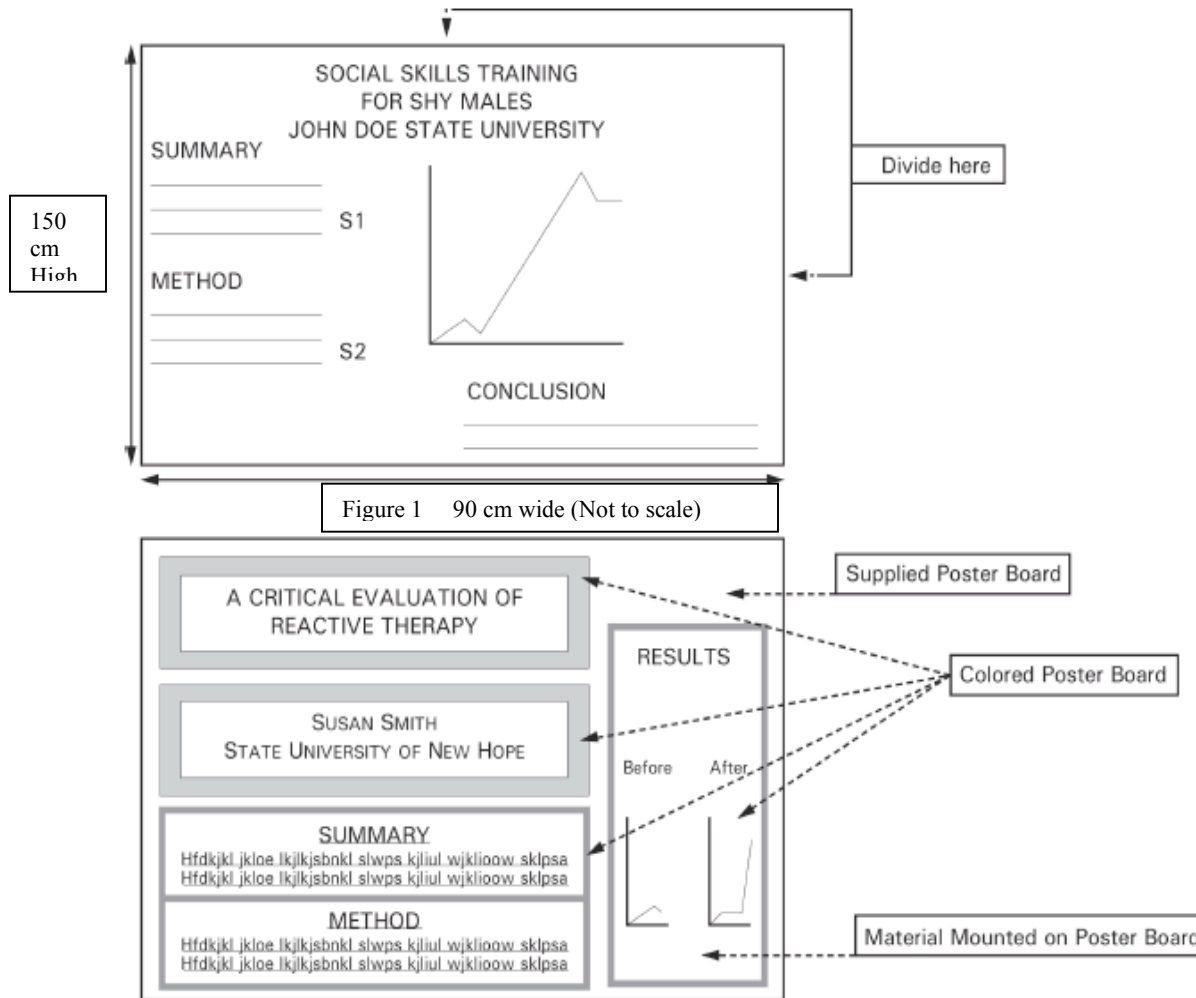 SOCIAL SKILLS TRAINING
FOR SHY MALES
JOHN DOE STATE UNIVERSITY
SUMMARY
S1
METHOD
S2
CONCLUSION
Divide here
150
cm
High
Figure 1 90 cm wide (Not to scale)
A CRITICAL EVALUATION OF
REACTIVE THERAPY
SUSAN SMITH
STATE UNIVERSITY OF NEW HOPE
SUMMARY
Hfdkjkl jkloe lkjlkjsbnkl slwps kjliul wjklioow sklpsa
Hfdkjkl jkloe lkjlkjsbnkl slwps kjliul wjklioow sklpsa
METHOD
Hfdkjkl jkloe lkjlkjsbnkl slwps kjliul wjklioow sklpsa
Hfdkjkl jkloe lkjlkjsbnkl slwps kjliul wjklioow sklpsa
RESULTS
Before After
Supplied Poster Board
Colored Poster Board
Material Mounted on Poster Board